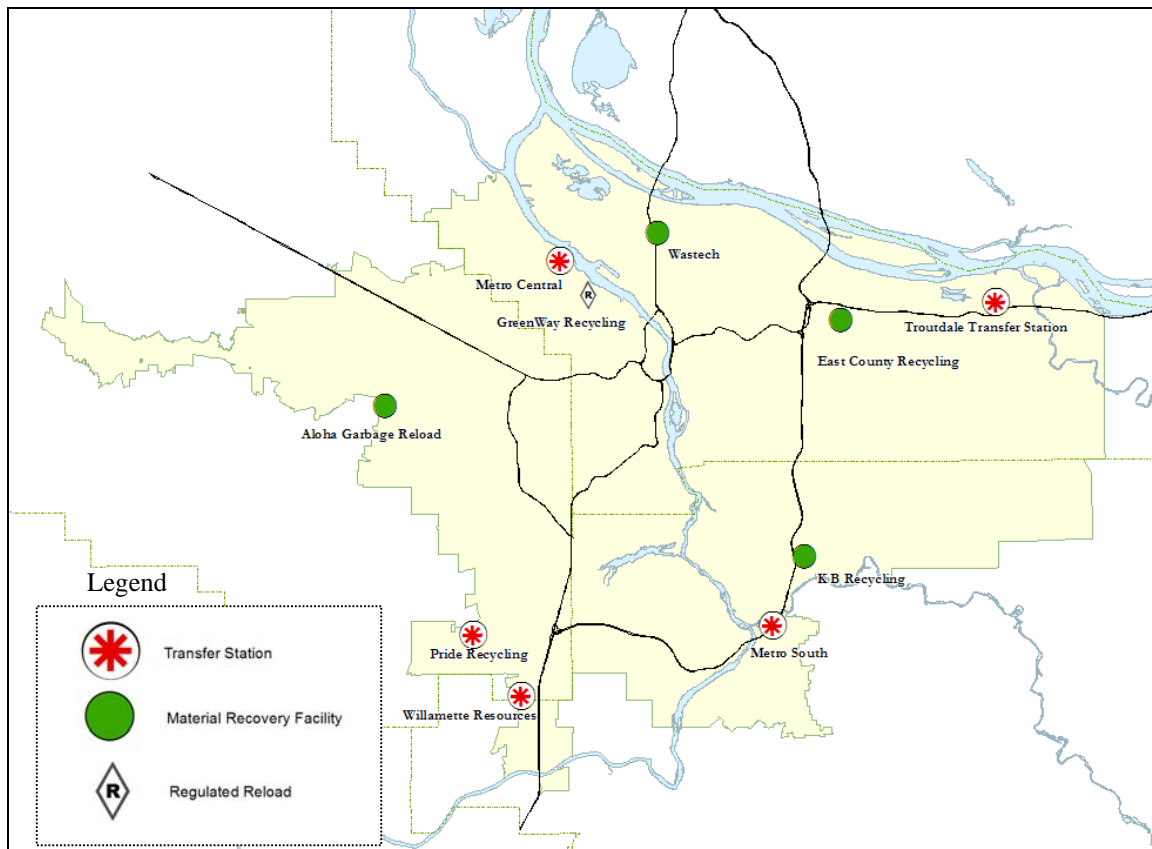 Wastech
Metro Central
R
GreenWay Recycling
Troutdale Transfer Station
East County Recycling
Aloha Garbage Reload
K-B Recycling
Legend
Transfer Station
Pride Recycling
Metro South
Material Recovery Facility
Willamette Resources
R
Regulated Reload